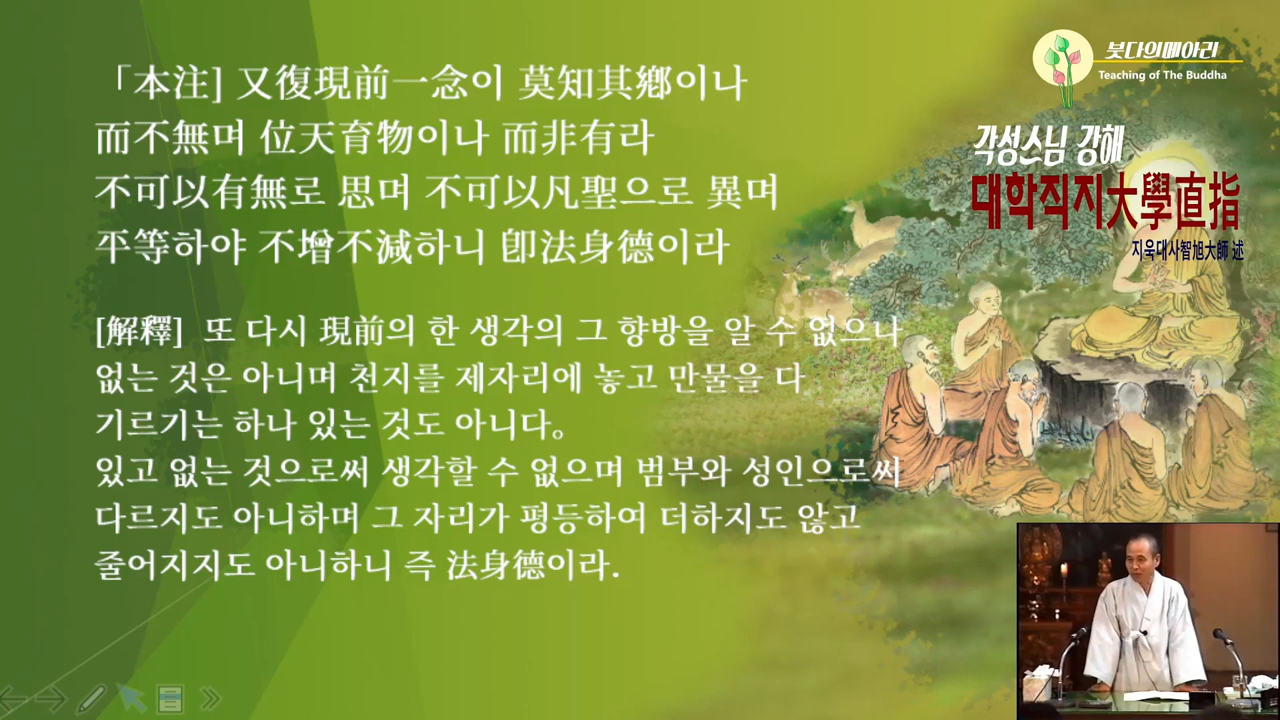 「本注] 又復現前一念이 莫知其鄕이나
而不無며 位天育物이나 而非有라
不可以有無로 思며 不可以凡聖으로 異며
平等하야 不增不減하니 卽法身德이라
[解釋] 또 다시 現前의 한 생각의 그 향방을 알 수 없으나
없는 것은 아니며 천지를 제자리에 놓고 만물을 다
기르기는 하나 있는 것도 아니다。
있고 없는 것으로써 생각할 수 없으며 범부와 성인으로써
다르지도 아니하며 그 자리가 평등하여 더하지도 않고
줄어지지도 아니하니 즉 法身德이라.
붓다의메아리
Teaching of The Buddha
각성스님 강해
대학직지大學直指
지욱대사智旭大師 述